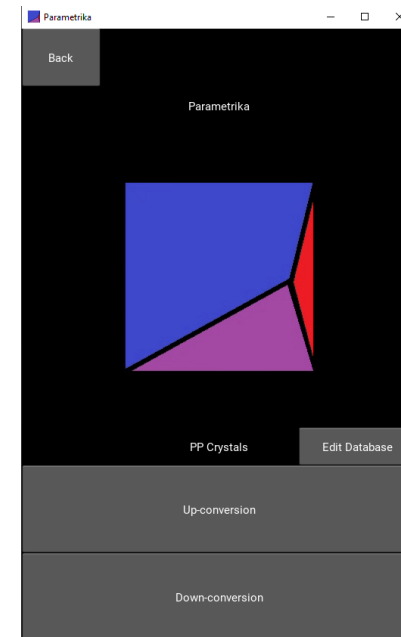 Parametrika
Back
Parametrika
PP Crystals
Edit Database
Up-conversion
Down-conversion